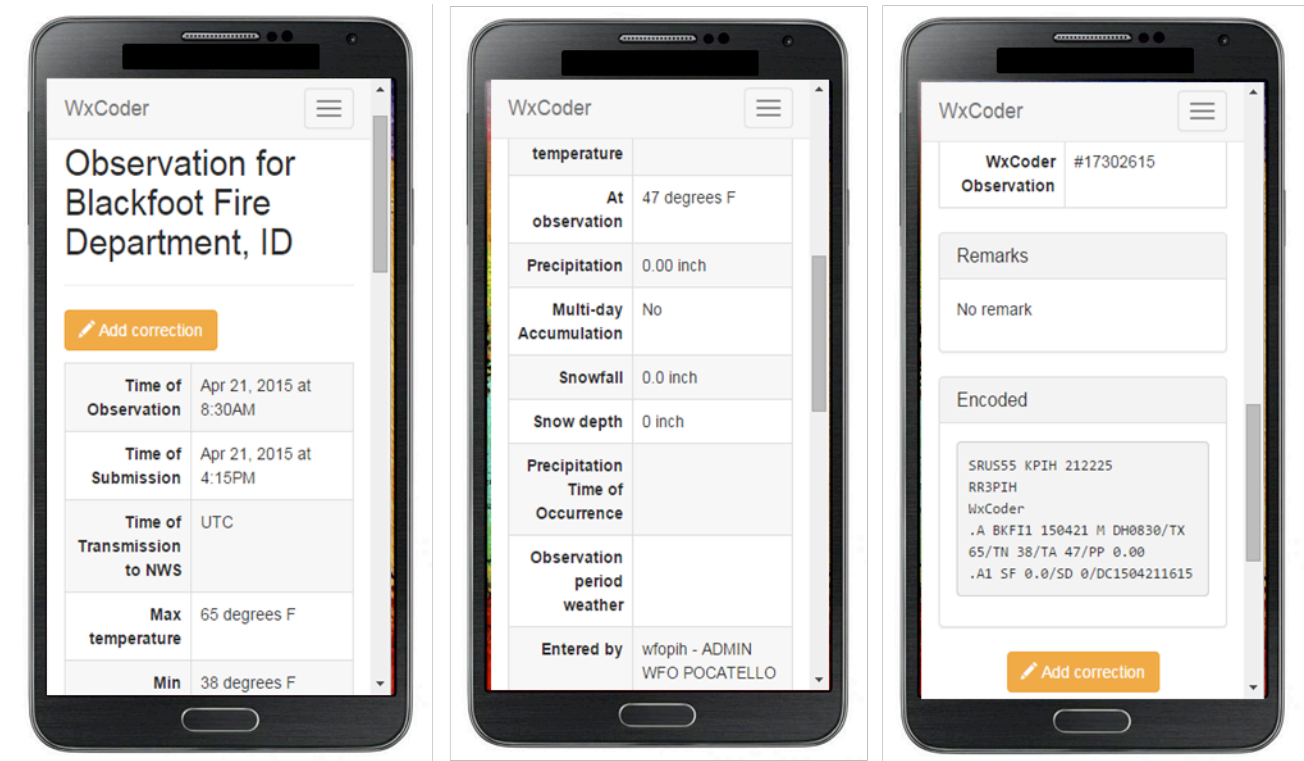 WxCoder
Observation for
Blackfoot Fire
Department, ID
Add correction
Time of
Observation
Apr 21, 2015 at
8:30AM
Time of
Submission
Apr 21, 2015 at
4:15PM
Time of
Transmission
to NWS
UTC
Max
temperature
65 degrees F
Min
38 degrees F
WxCoder
temperature
At
observation
47 degrees F
Precipitation
0.00 inch
Multi-day
Accumulation
No
Snowfall
0.0 inch
Snow depth
0 inch
Precipitation
Time of
Occurrence
Observation
period
weather
Entered by
wfopih - ADMIN
WFO POCATELLO
WxCoder
WxCoder
Observation
#17302615
Remarks
No remark
Encoded
SRUS55 KPIH 212225
RR3PIH
WxCoder
.A BKFI1 150421 M DH0830/TX
65/TN 38/TA 47/PP 0.00
.A1 SF 0.0/SD 0/DC1504211615
Add correction